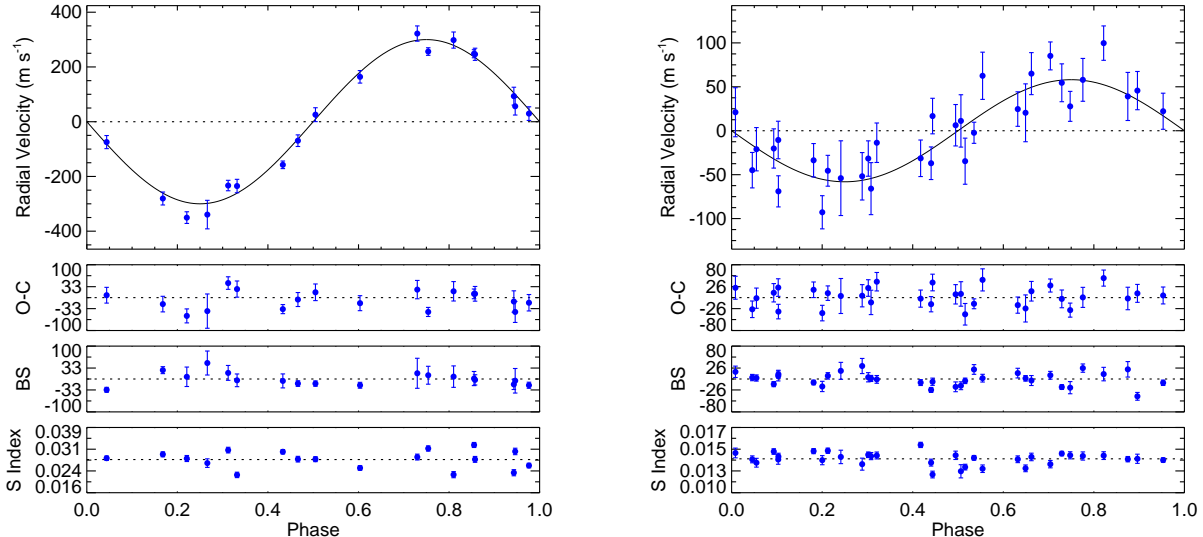 400
200
0
-200
-400
Radial Velocity (m s⁻¹)
100
33
-33
-100
O-C
100
33
-33
-100
BS
0.039
0.031
0.024
0.016
S Index
0.0 0.2 0.4 0.6 0.8 1.0
Phase
100
50
0
-50
-100
Radial Velocity (m s⁻¹)
80
26
-26
-80
O-C
80
26
-26
-80
BS
0.017
0.015
0.013
0.010
S Index
0.0 0.2 0.4 0.6 0.8 1.0
Phase